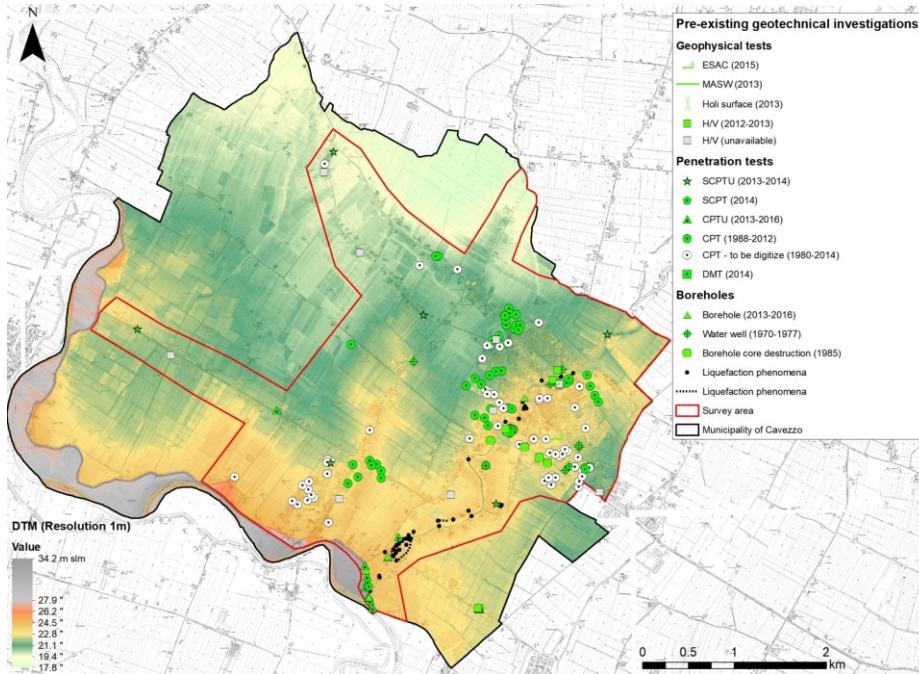 N
Pre-existing geotechnical investigations
Geophysical tests
ESAC (2015)
MASW (2013)
Holi surface (2013)
H/V (2012-2013)
H/V (unavailable)
Penetration tests
SCPTU (2013-2014)
SCPT (2014)
CPTU (2013-2016)
CPT (1988-2012)
CPT - to be digitize (1980-2014)
DMT (2014)
Boreholes
Borehole (2013-2016)
Water well (1970-1977)
Borehole core destruction (1985)
Liquefaction phenomena
Liquefaction phenomena
Survey area
Municipality of Cavezzo
DTM (Resolution 1m)
Value
34.2 m slm
27.9 "
26.2 "
24.5 "
22.8 "
21.1 "
19.4 "
17.8 "
0 0.5 1 2
km